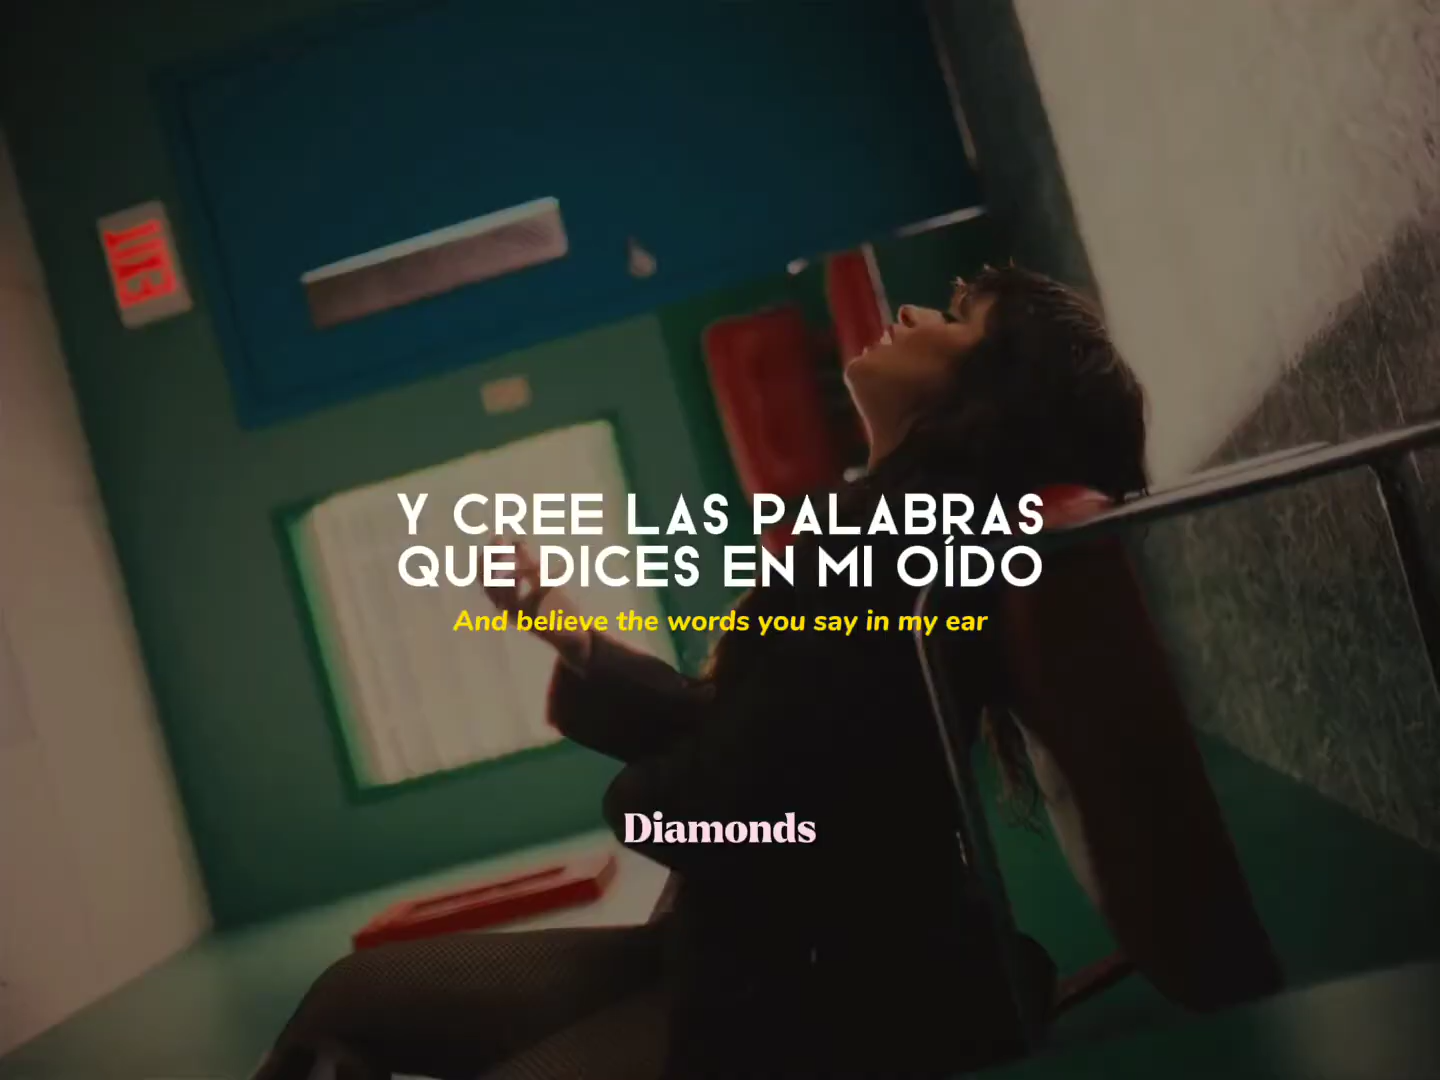 Y CREE LAS PALABRAS
QUE DICES EN MI OÍDO
And believe the words you say in my ear
Diamonds